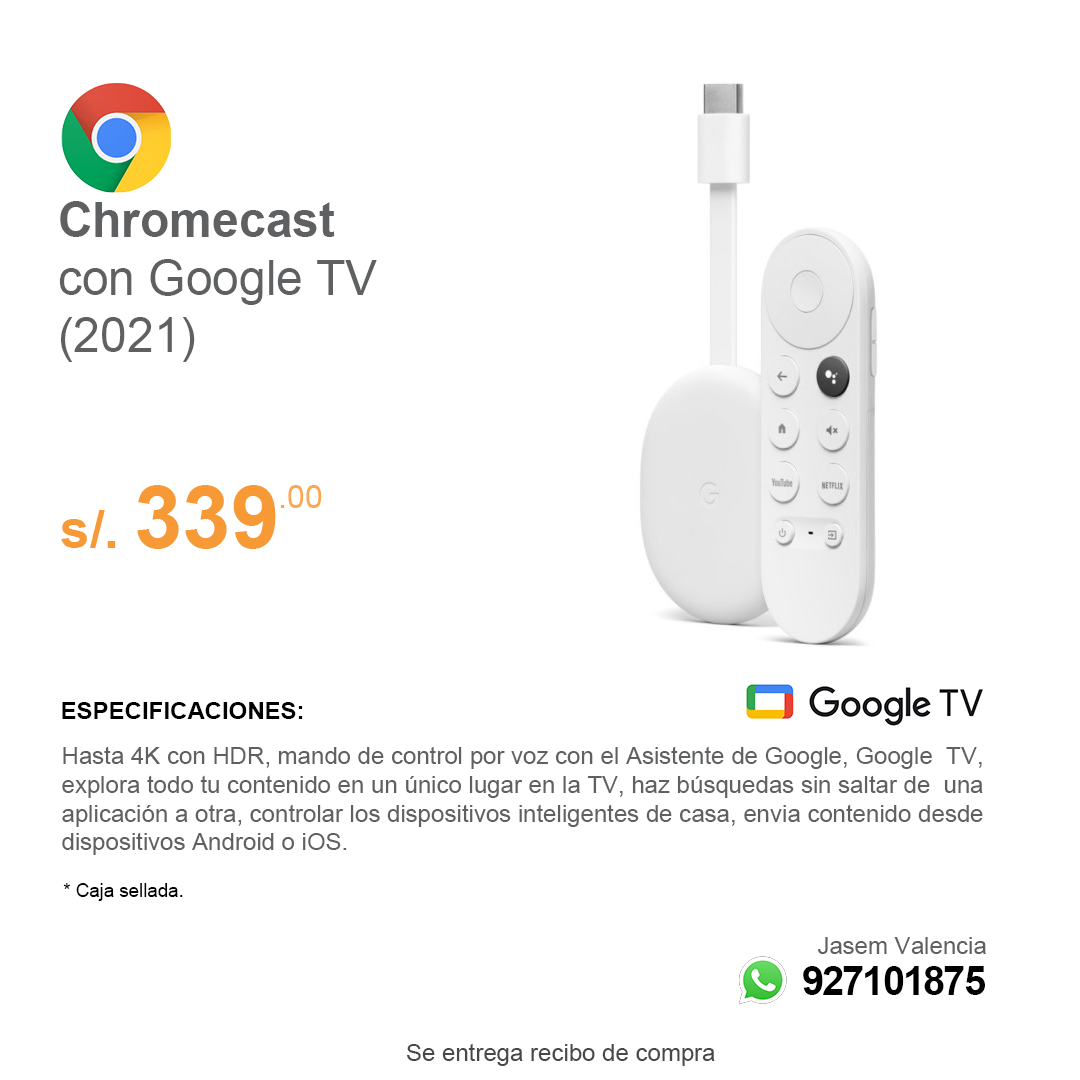 Chromecast
con Google TV
(2021)
s/. 339.00
YouTube
NETFLIX
G
ESPECIFICACIONES:
Google TV
Hasta 4K con HDR, mando de control por voz con el Asistente de Google, Google TV,
explora todo tu contenido en un único lugar en la TV, haz búsquedas sin saltar de una
aplicación a otra, controlar los dispositivos inteligentes de casa, envia contenido desde
dispositivos Android o iOS.
* Caja sellada.
Jasem Valencia
927101875
Se entrega recibo de compra